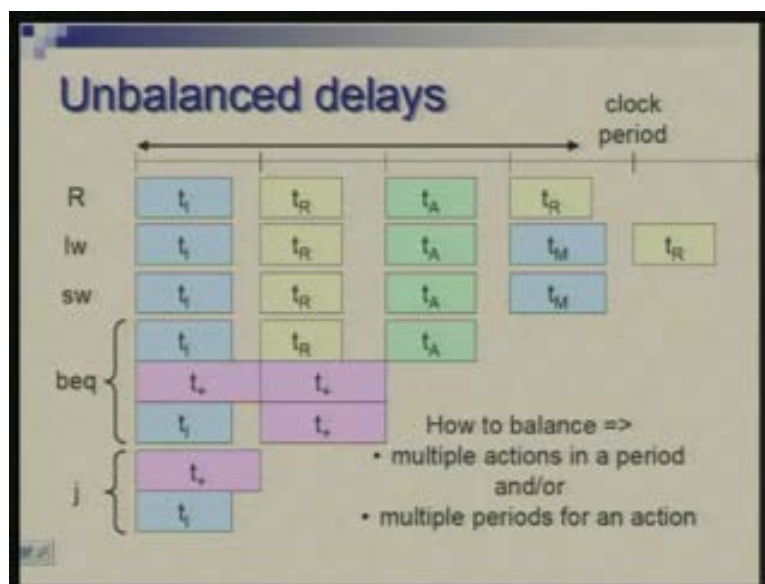 Unbalanced delays
clock
period
R tI tR tA tR
lw tI tR tA tM tR
sw tI tR tA tM
tI tR tA
beq t+ t+
tI t+
How to balance =>
• multiple actions in a period
and/or
• multiple periods for an action
t+
j
tI